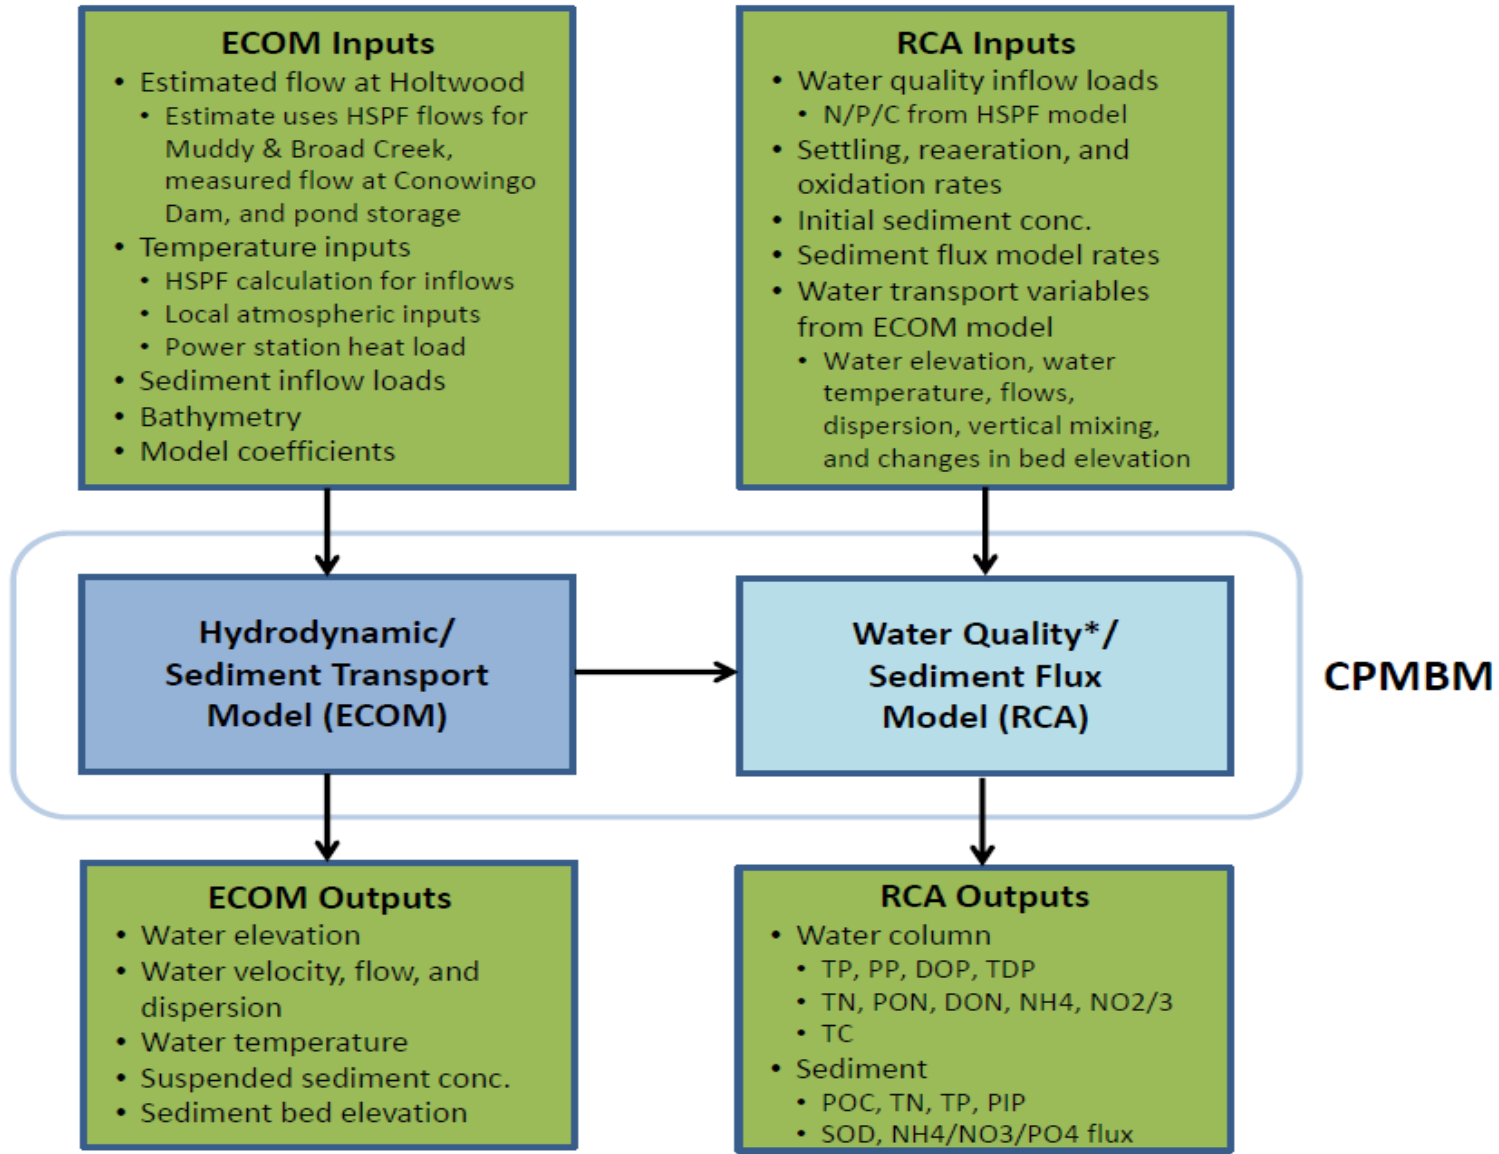 ECOM Inputs
• Estimated flow at Holtwood
• Estimate uses HSPF flows for
Muddy & Broad Creek,
measured flow at Conowingo
Dam, and pond storage
• Temperature inputs
• HSPF calculation for inflows
• Local atmospheric inputs
• Power station heat load
• Sediment inflow loads
• Bathymetry
• Model coefficients
RCA Inputs
• Water quality inflow loads
• N/P/C from HSPF model
• Settling, reaeration, and
oxidation rates
• Initial sediment conc.
• Sediment flux model rates
• Water transport variables
from ECOM model
• Water elevation, water
temperature, flows,
dispersion, vertical mixing,
and changes in bed elevation
Hydrodynamic/
Sediment Transport
Model (ECOM)
Water Quality*/
Sediment Flux
Model (RCA)
CPMBM
ECOM Outputs
• Water elevation
• Water velocity, flow, and
dispersion
• Water temperature
• Suspended sediment conc.
• Sediment bed elevation
RCA Outputs
• Water column
• TP, PP, DOP, TDP
• TN, PON, DON, NH4, NO2/3
• TC
• Sediment
• POC, TN, TP, PIP
• SOD, NH4/NO3/PO4 flux